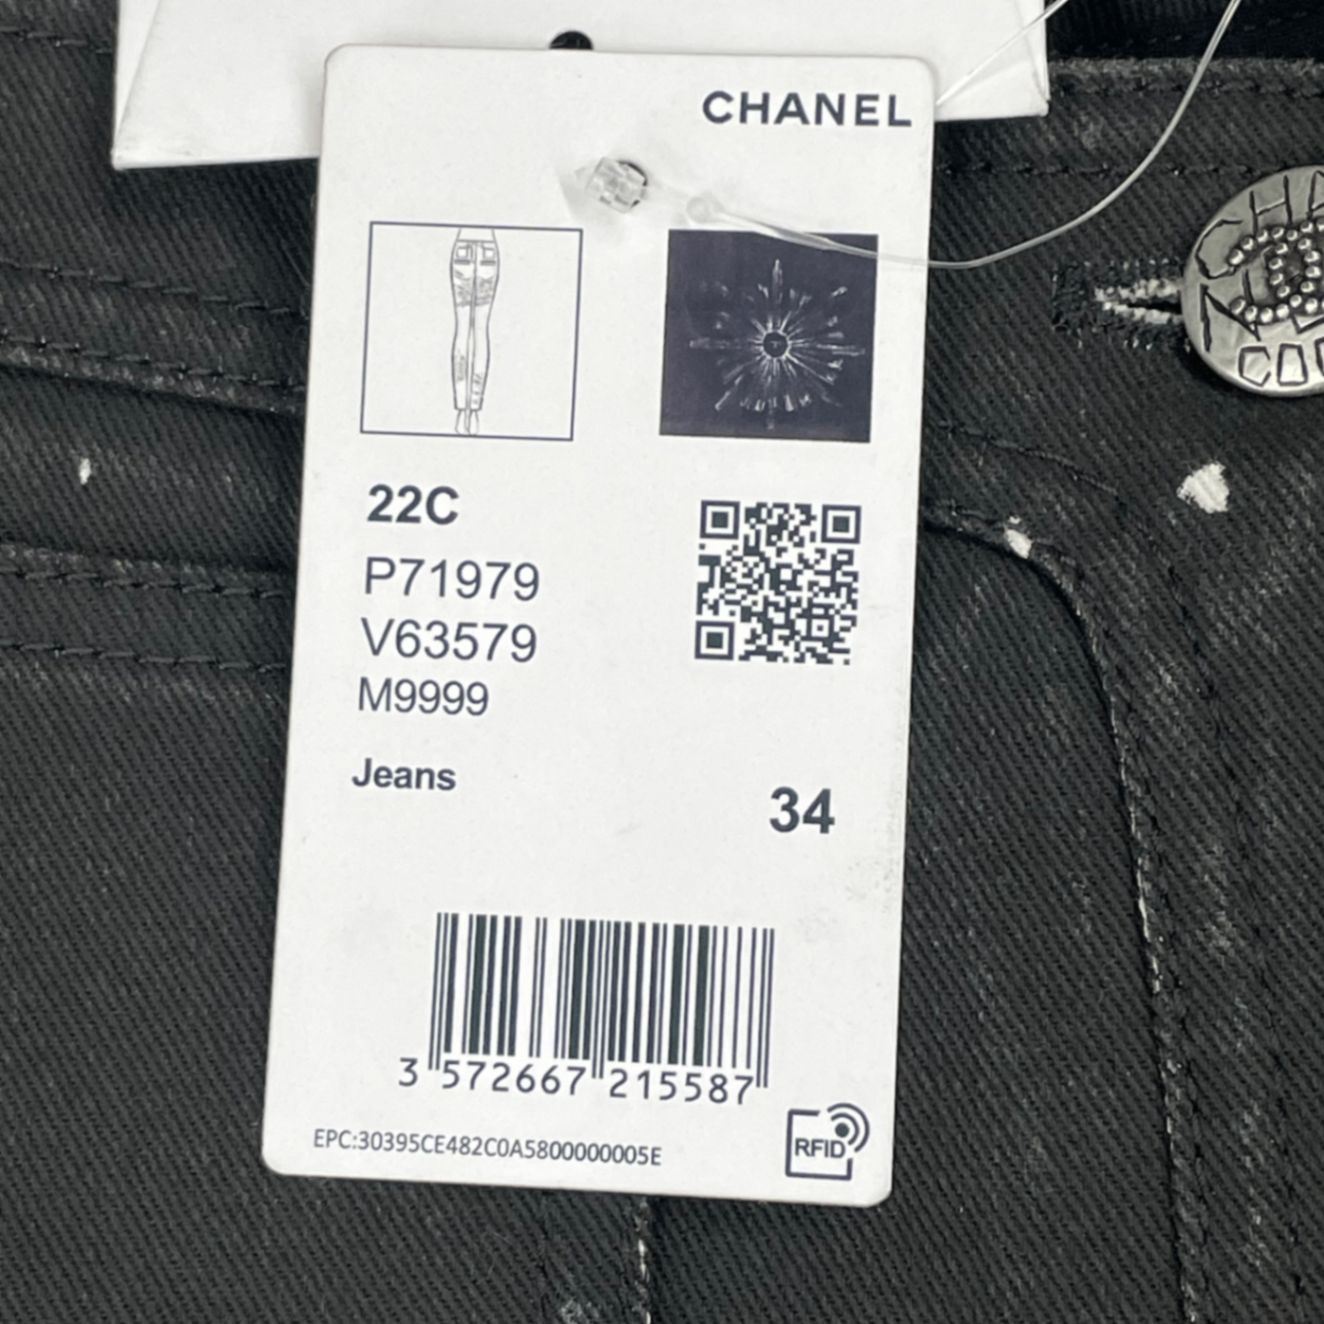 CHANEL
22C
P71979
V63579
M9999
Jeans
34
3 572667 215587
EPC:30395CE482C0A5800000005E
RFID